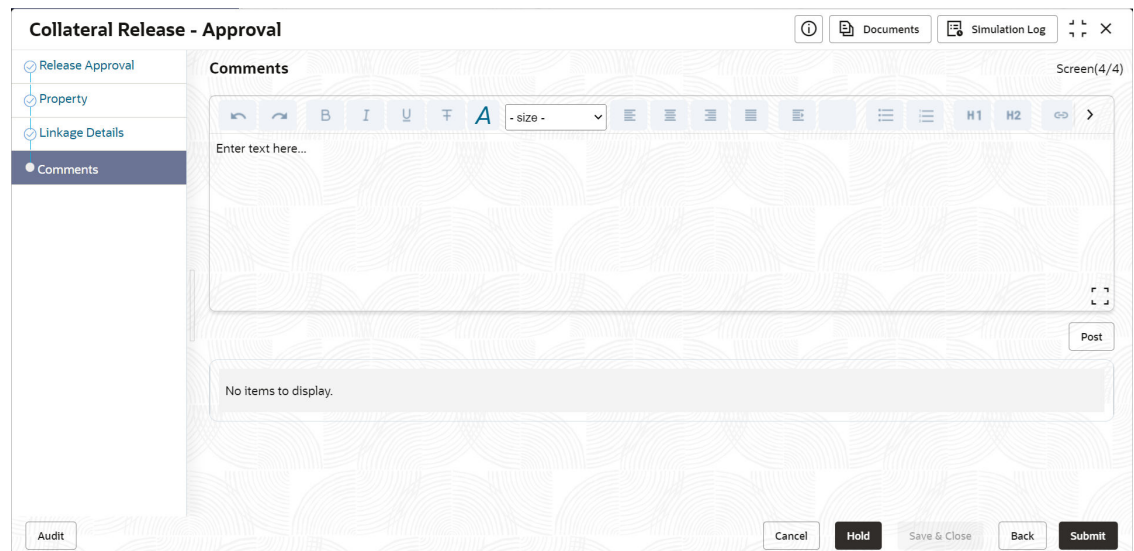 Collateral Release - Approval
Documents
Simulation Log
Release Approval
Property
Linkage Details
Comments
Comments
Screen(4/4)
B I U T A - size - H1 H2
Enter text here...
Post
No items to display.
Audit
Cancel
Hold
Save & Close
Back
Submit